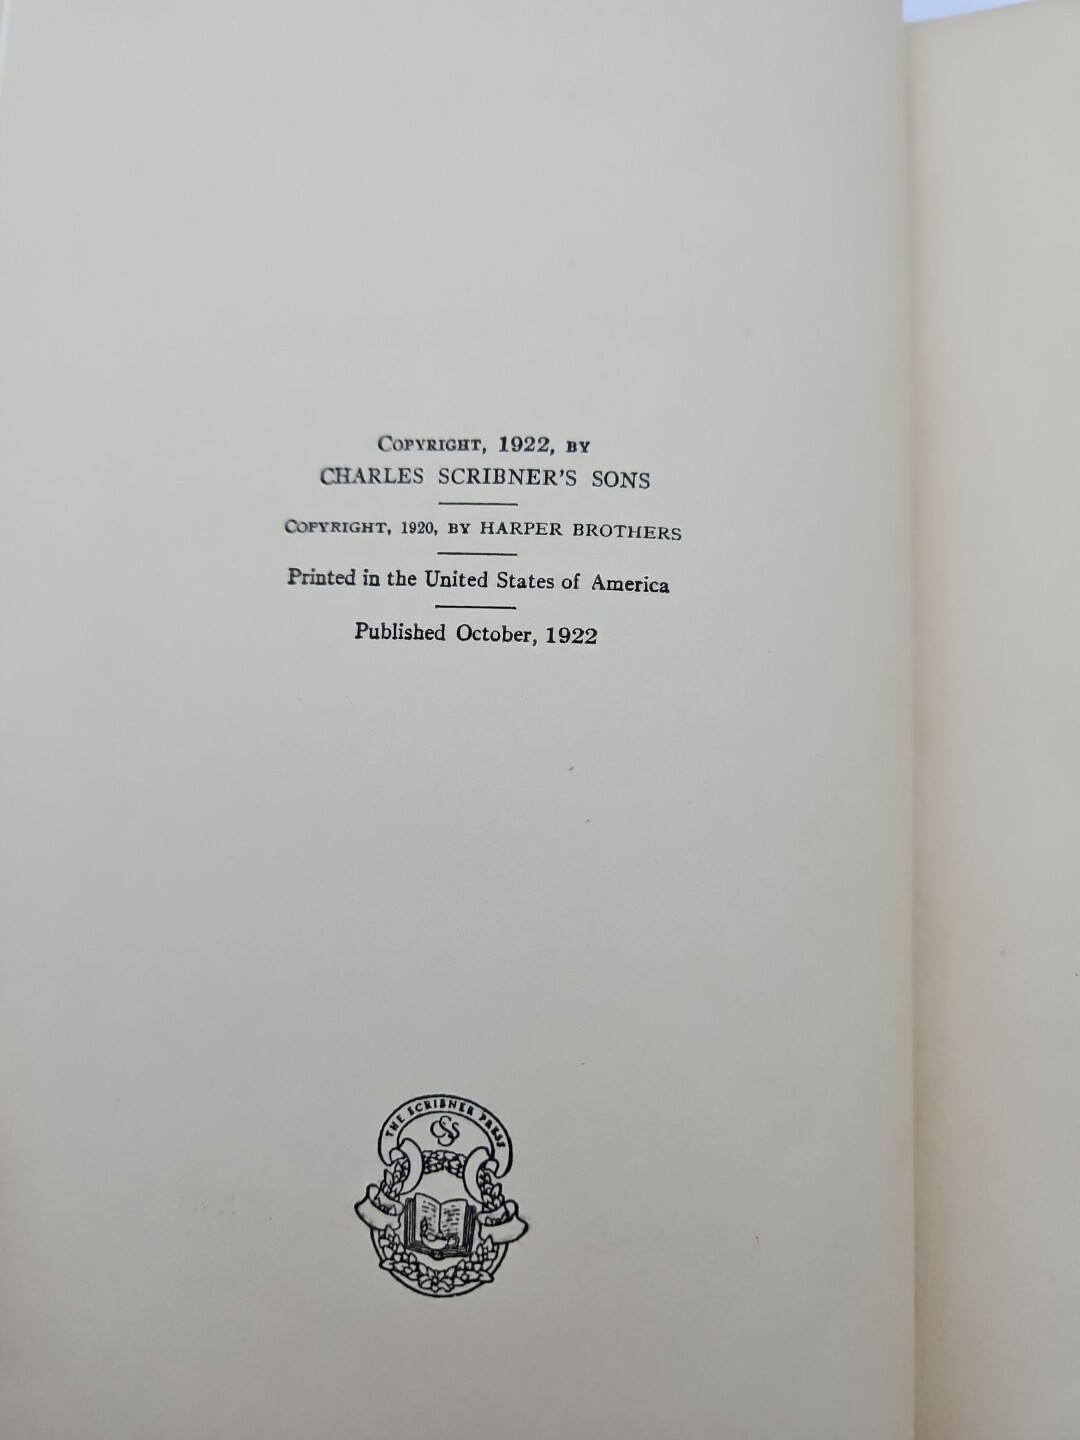 COPYRIGHT, 1922, BY
CHARLES SCRIBNER'S SONS
COPYRIGHT, 1920, BY HARPER BROTHERS
Printed in the United States of America
Published October, 1922
THE SCRIBNER PRESS
CSS